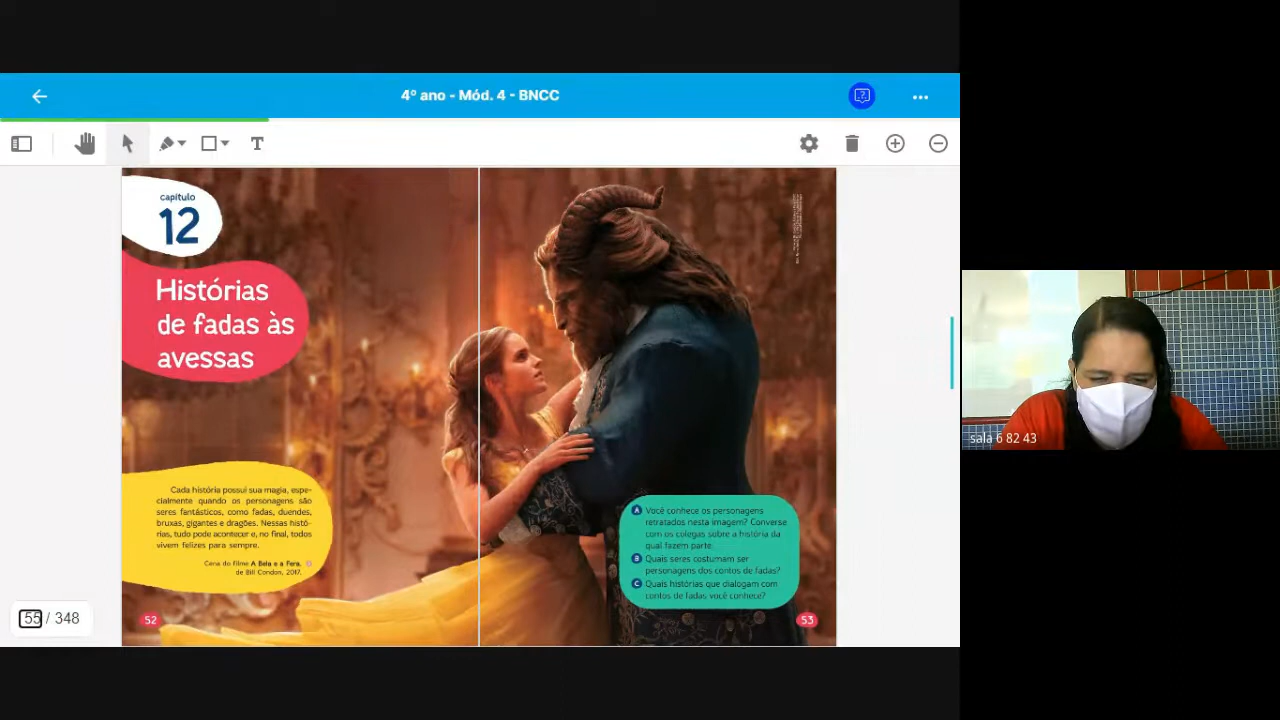 4º ano - Mód. 4 - BNCC
T
capítulo
12
Histórias
de fadas às
avessas
Cada história possui sua magia, espe-
cialmente quando os personagens são
seres fantásticos, como fadas, duendes,
bruxas, gigantes e dragões. Nessas histó-
rias, tudo pode acontecer e, no final, todos
vivem felizes para sempre.
Cena do filme A Bela e a Fera,
de Bill Condon, 2017.
A Você conhece os personagens
retratados nesta imagem? Converse
com os colegas sobre a história da
qual fazem parte.
B Quais seres costumam ser
personagens dos contos de fadas?
C Quais histórias que dialogam com
contos de fadas você conhece?
52
53
55 / 348
sala 6 82 43